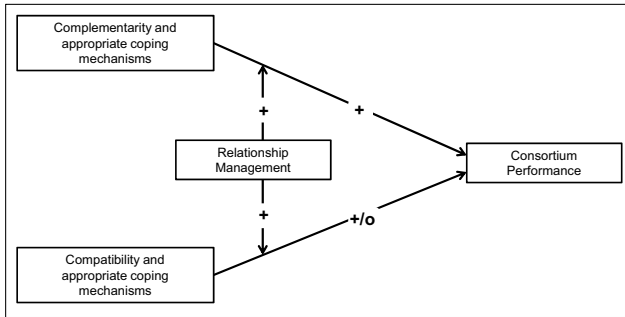 Complementarity and
appropriate coping
mechanisms
+
+
Relationship
Management
Consortium
Performance
+
+/o
Compatibility and
appropriate coping
mechanisms